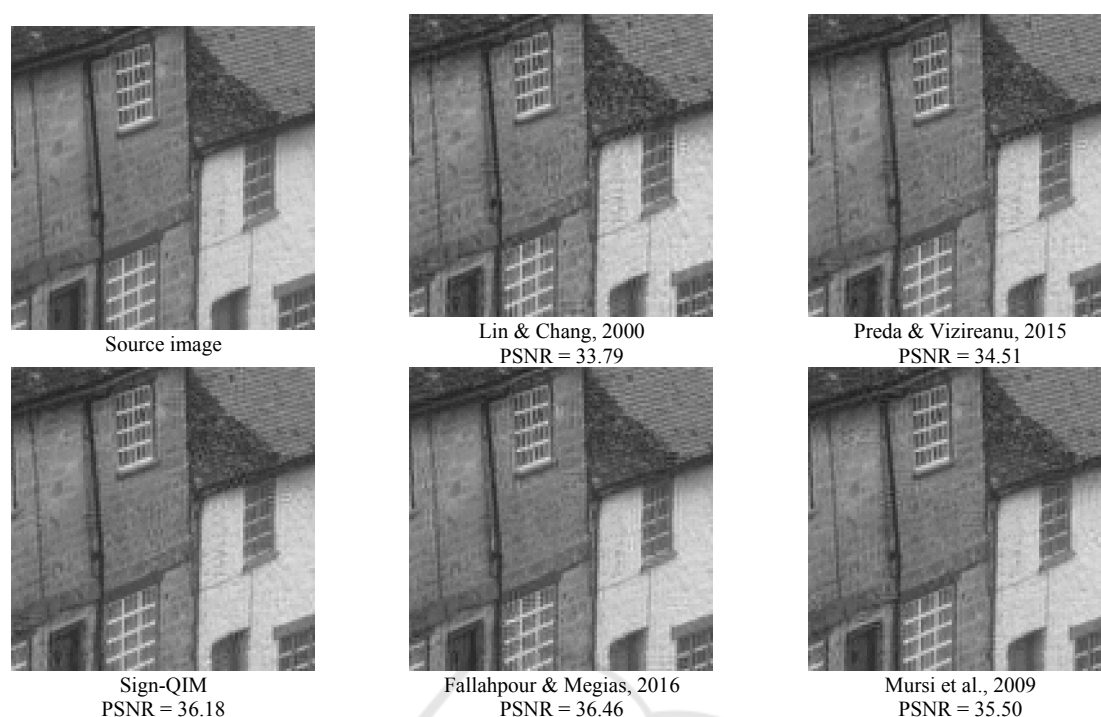 Source image
Lin & Chang, 2000
PSNR = 33.79
Preda & Vizireanu, 2015
PSNR = 34.51
Sign-QIM
PSNR = 36.18
Fallahpour & Megias, 2016
PSNR = 36.46
Mursi et al., 2009
PSNR = 35.50